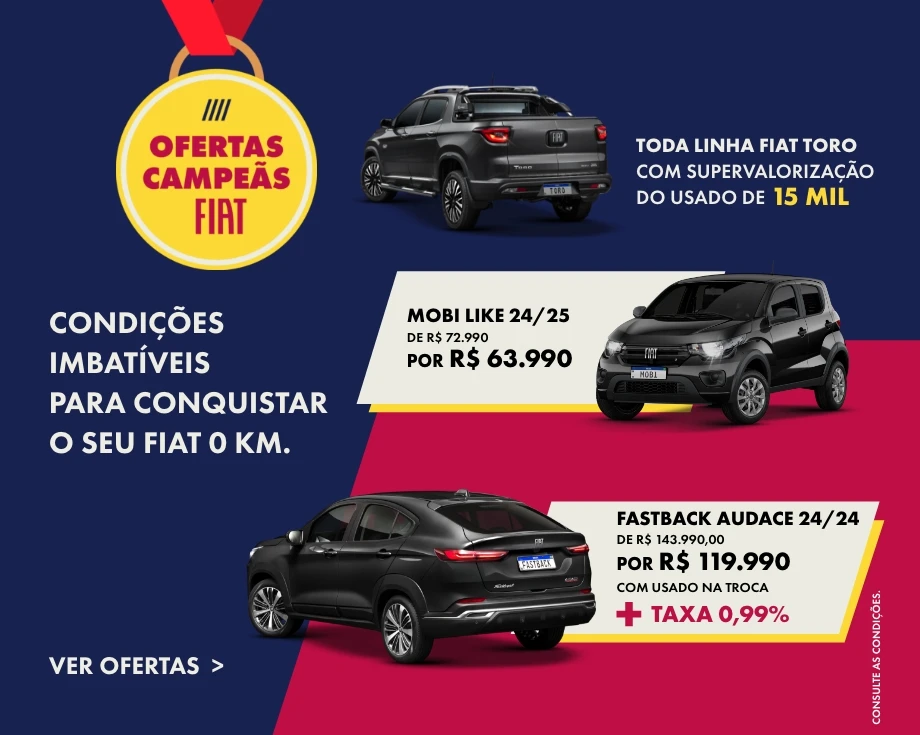 OFERTAS
CAMPEÃS
FIAT
TORO
TORO
TODA LINHA FIAT TORO
COM SUPERVALORIZAÇÃO
DO USADO DE 15 MIL
CONDIÇÕES
IMBATÍVEIS
PARA CONQUISTAR
O SEU FIAT 0 KM.
MOBI LIKE 24/25
DE R$ 72.990
POR R$ 63.990
FIAT
MOBI
FIAT
FASTBACK
FASTBACK AUDACE 24/24
DE R$ 143.990,00
POR R$ 119.990
COM USADO NA TROCA
+ TAXA 0,99%
VER OFERTAS >
CONSULTE AS CONDIÇÕES.